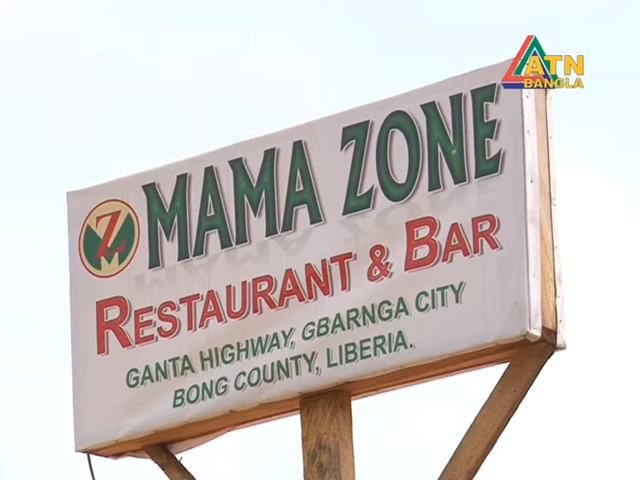 ATN
BANGLA
MAMA ZONE
Z
RESTAURANT & BAR
GANTA HIGHWAY, GBARNGA CITY
BONG COUNTY, LIBERIA.